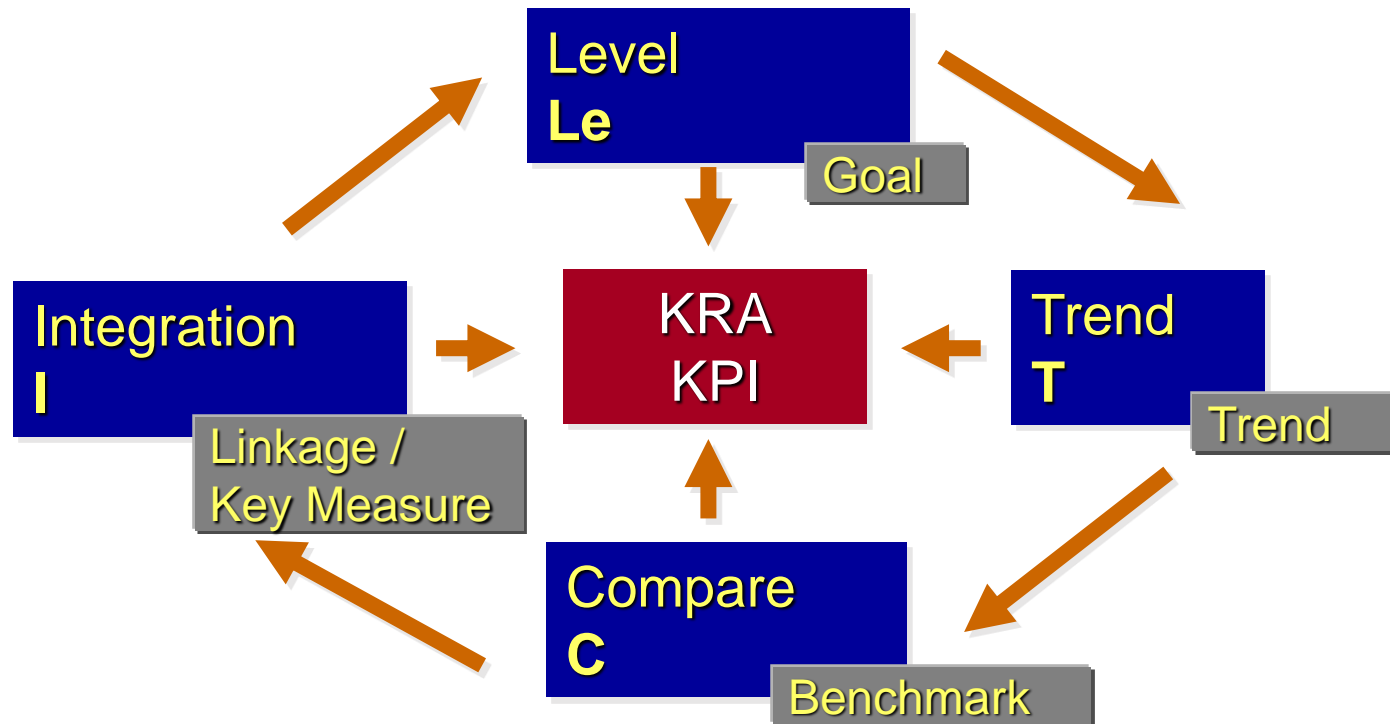 Level
Le
Goal
Integration
I
Linkage /
Key Measure
KRA
KPI
Trend
T
Trend
Compare
C
Benchmark